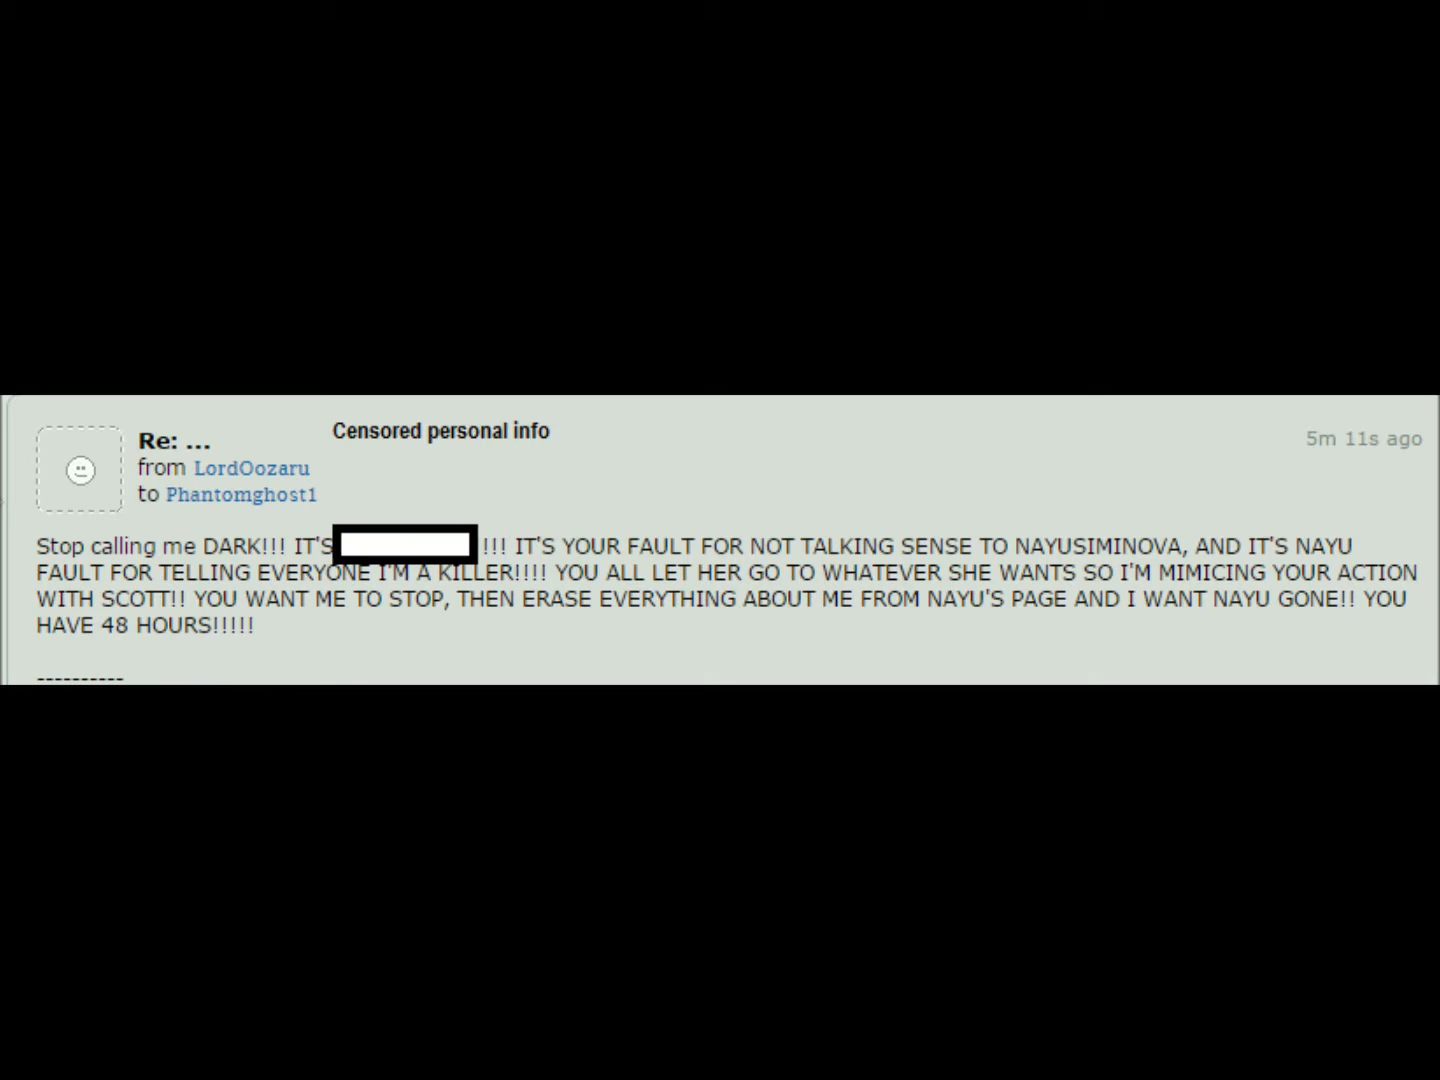 Re: ...
Censored personal info
5m 11s ago
from LordOozaru
to Phantomghost1
Stop calling me DARK!!! IT'S !!! IT'S YOUR FAULT FOR NOT TALKING SENSE TO NAYUSIMINOVA, AND IT'S NAYU
FAULT FOR TELLING EVERYONE I'M A KILLER!!!! YOU ALL LET HER GO TO WHATEVER SHE WANTS SO I'M MIMICING YOUR ACTION
WITH SCOTT!! YOU WANT ME TO STOP, THEN ERASE EVERYTHING ABOUT ME FROM NAYU'S PAGE AND I WANT NAYU GONE!! YOU
HAVE 48 HOURS!!!!!
----------